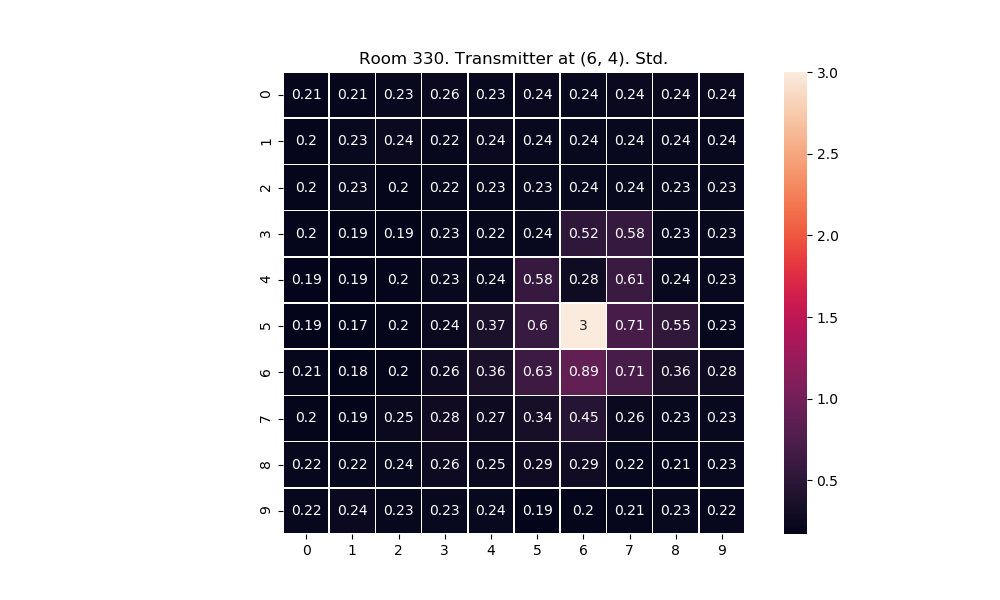 Room 330. Transmitter at (6, 4). Std.
0 0.21 0.21 0.23 0.26 0.23 0.24 0.24 0.24 0.24 0.24
1 0.2 0.23 0.24 0.22 0.24 0.24 0.24 0.24 0.24 0.24
2 0.2 0.23 0.2 0.22 0.23 0.23 0.24 0.24 0.23 0.23
3 0.2 0.19 0.19 0.23 0.22 0.24 0.52 0.58 0.23 0.23
4 0.19 0.19 0.2 0.23 0.24 0.58 0.28 0.61 0.24 0.23
5 0.19 0.17 0.2 0.24 0.37 0.6 3 0.71 0.55 0.23
6 0.21 0.18 0.2 0.26 0.36 0.63 0.89 0.71 0.36 0.28
7 0.2 0.19 0.25 0.28 0.27 0.34 0.45 0.26 0.23 0.23
8 0.22 0.22 0.24 0.26 0.25 0.29 0.29 0.22 0.21 0.23
9 0.22 0.24 0.23 0.23 0.24 0.19 0.2 0.21 0.23 0.22
0 1 2 3 4 5 6 7 8 9
3.0
2.5
2.0
1.5
1.0
0.5